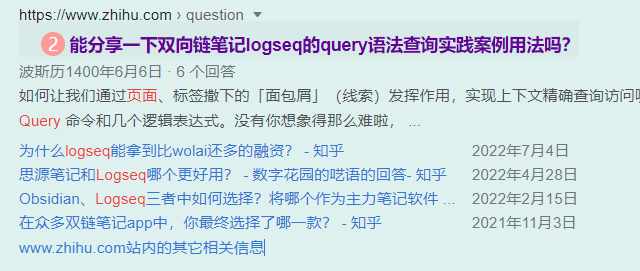 https://www.zhihu.com › question
2 能分享一下双向链笔记logseq的query语法查询实践案例用法吗?
波斯历1400年6月6日 · 6 个回答
如何让我们通过页面、标签撒下的「面包屑」（线索）发挥作用，实现上下文精确查询访问
Query 命令和几个逻辑表达式。没有你想象得那么难啦， ...
为什么logseq能拿到比wolai还多的融资？ - 知乎 2022年7月4日
思源笔记和Logseq哪个更好用？ - 数字花园的呓语的回答- 知乎 2022年4月28日
Obsidian、Logseq三者中如何选择？将哪个作为主力笔记软件 ... 2022年2月15日
在众多双链笔记app中，你最终选择了哪一款？ - 知乎 2021年11月3日
www.zhihu.com站内的其它相关信息